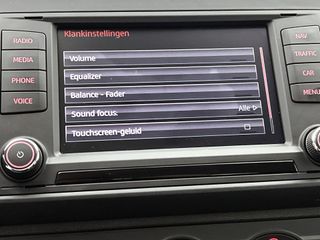 Klankinstellingen
RADIO
MEDIA
PHONE
VOICE
Volume
Equalizer
Balance - Fader
Sound focus. Alle
Touchscreen-geluid
NAV
TRAFFIC
CAR
MENU